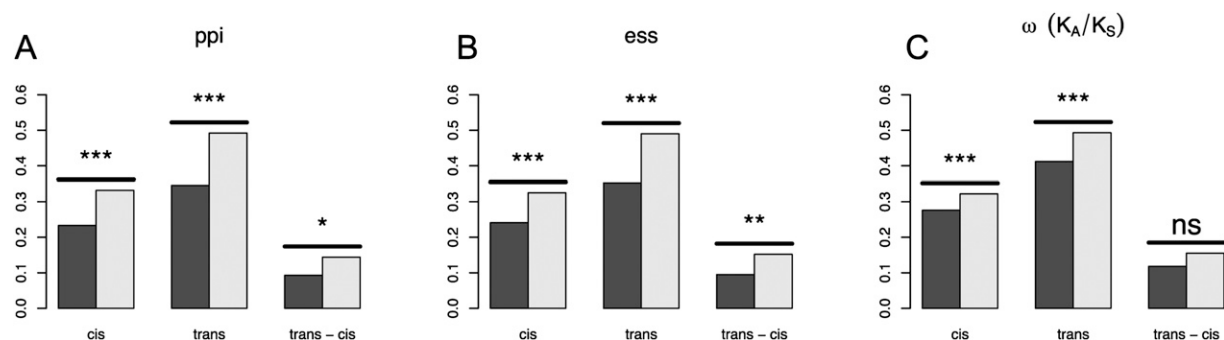 A
ppi
0.0 0.1 0.2 0.3 0.4 0.5 0.6
***
***
*
cis trans trans – cis
B
ess
0.0 0.1 0.2 0.3 0.4 0.5 0.6
***
***
**
cis trans trans – cis
C
ω (K_A/K_S)
0.0 0.1 0.2 0.3 0.4 0.5 0.6
***
***
ns
cis trans trans – cis